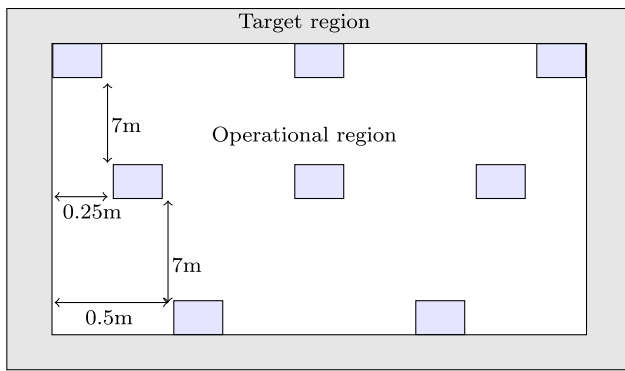 Target region
7m
Operational region
0.25m
7m
0.5m